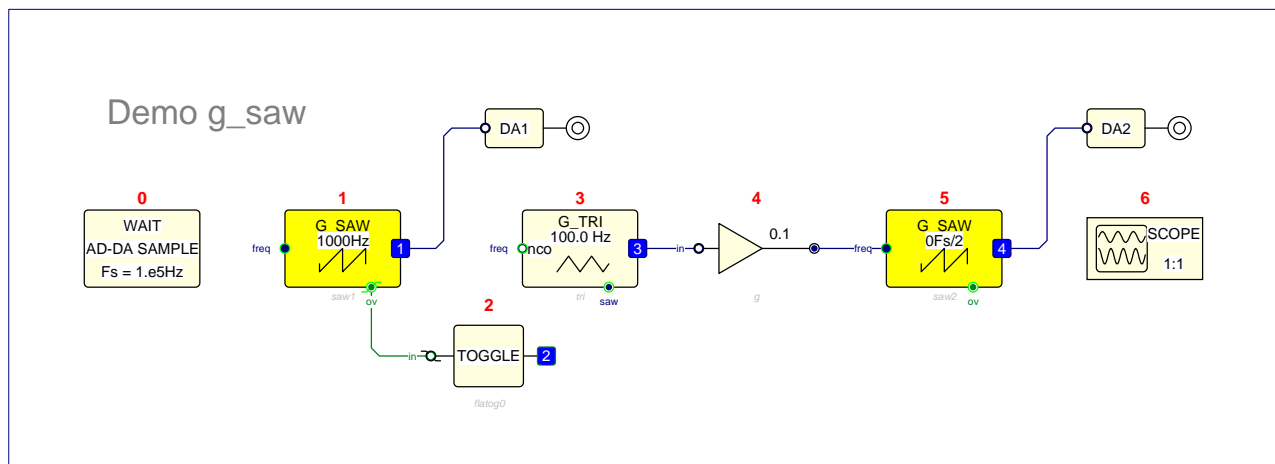 Demo g_saw
DA1
DA2
0
1
3
4
5
6
WAIT
AD-DA SAMPLE
Fs = 1.e5Hz
freq
G_SAW
1000Hz
1
saw1
ov
freq
nco
G_TRI
100.0 Hz
3
tri
saw
in
0.1
g
freq
G_SAW
0Fs/2
4
saw2
ov
SCOPE
1:1
2
in
TOGGLE
2
flatog0